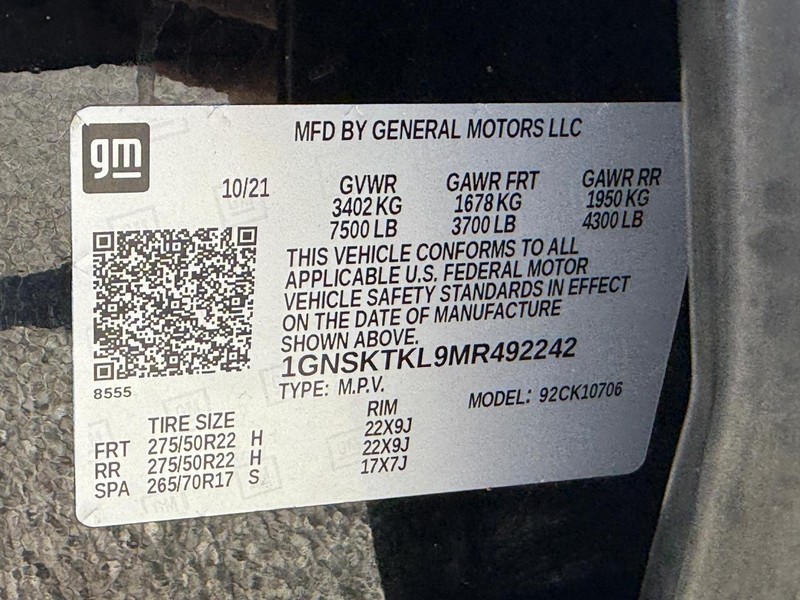 gm
MFD BY GENERAL MOTORS LLC
10/21 GVWR GAWR FRT GAWR RR
3402 KG 1678 KG 1950 KG
7500 LB 3700 LB 4300 LB
THIS VEHICLE CONFORMS TO ALL
APPLICABLE U.S. FEDERAL MOTOR
VEHICLE SAFETY STANDARDS IN EFFECT
ON THE DATE OF MANUFACTURE
SHOWN ABOVE.
1GNSKTKL9MR492242
8555
TYPE: M.P.V. MODEL: 92CK10706
TIRE SIZE RIM
FRT 275/50R22 H 22X9J
RR 275/50R22 H 22X9J
SPA 265/70R17 S 17X7J